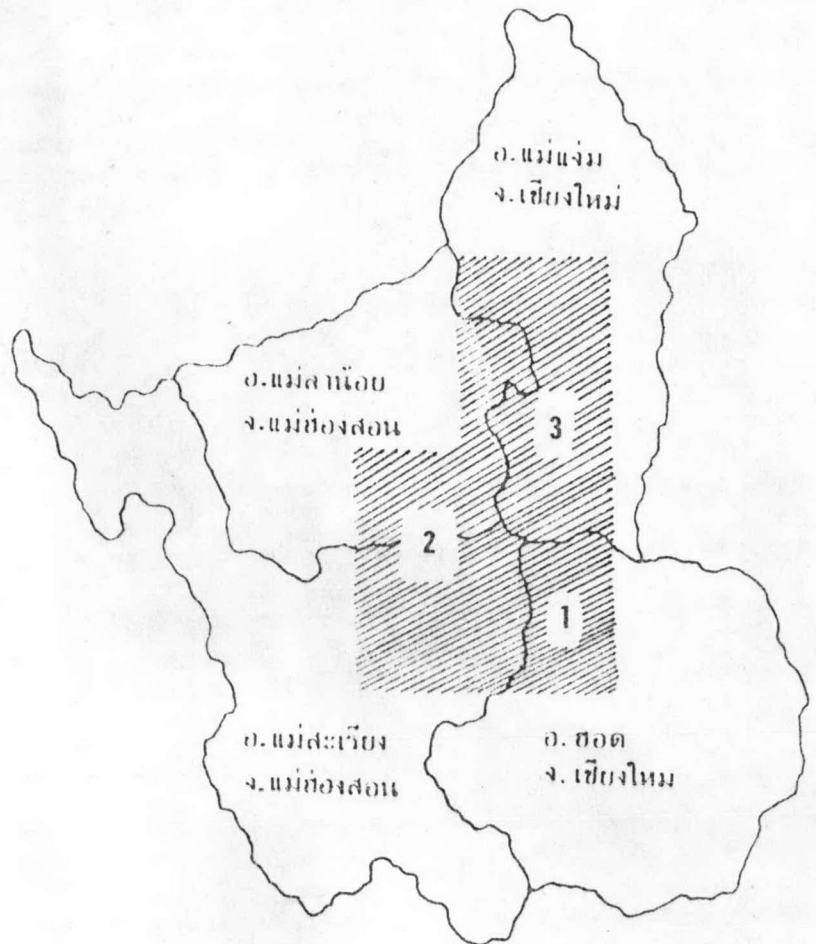 อ.แม่แจ่ม
จ.เชียงใหม่
อ.แม่ลาน้อย
จ.แม่ฮ่องสอน
3
2
1
อ.แม่สะเรียง
จ.แม่ฮ่องสอน
อ. ฮอด
จ. เชียงใหม